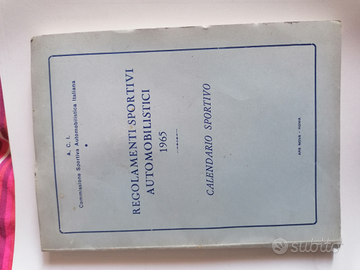 A. C. I.
Commissione Sportiva Automobilistica Italiana
REGOLAMENTI SPORTIVI
AUTOMOBILISTICI
1965
CALENDARIO SPORTIVO
subito